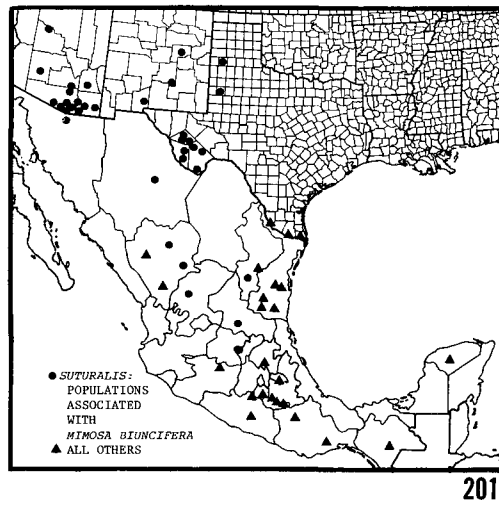 SUTURALIS:
POPULATIONS
ASSOCIATED
WITH
MIMOSA BIUNCIFERA
ALL OTHERS
201